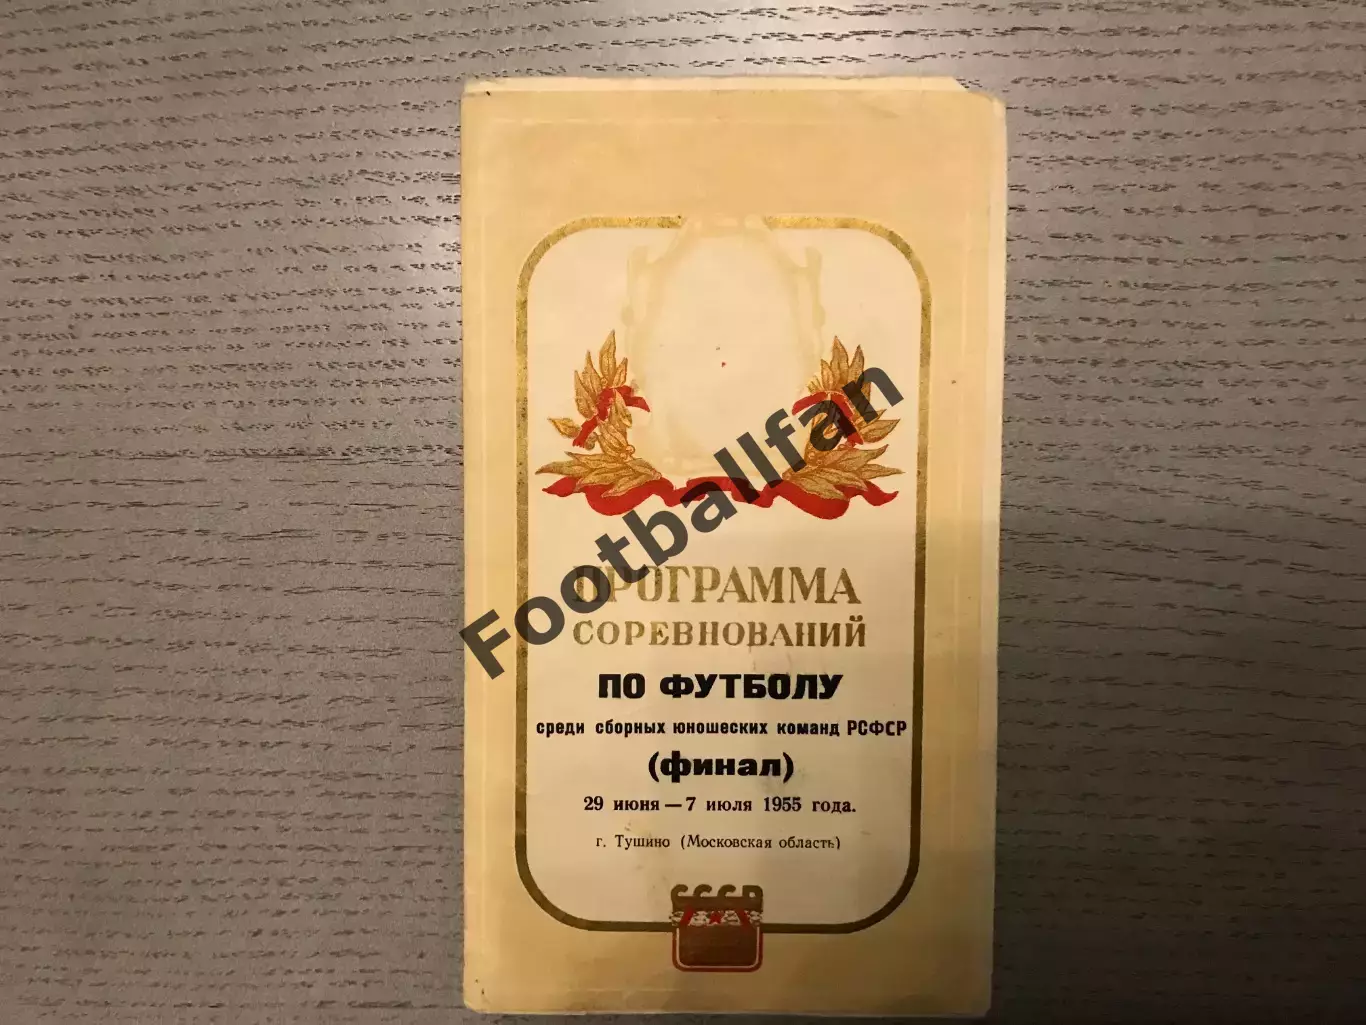 ПРОГРАММА
СОРЕВНОВАНИЙ
ПО ФУТБОЛУ
среди сборных юношеских команд РСФСР
(финал)
29 июня — 7 июля 1955 года.
г. Тушино (Московская область)
СССР
Footballfan